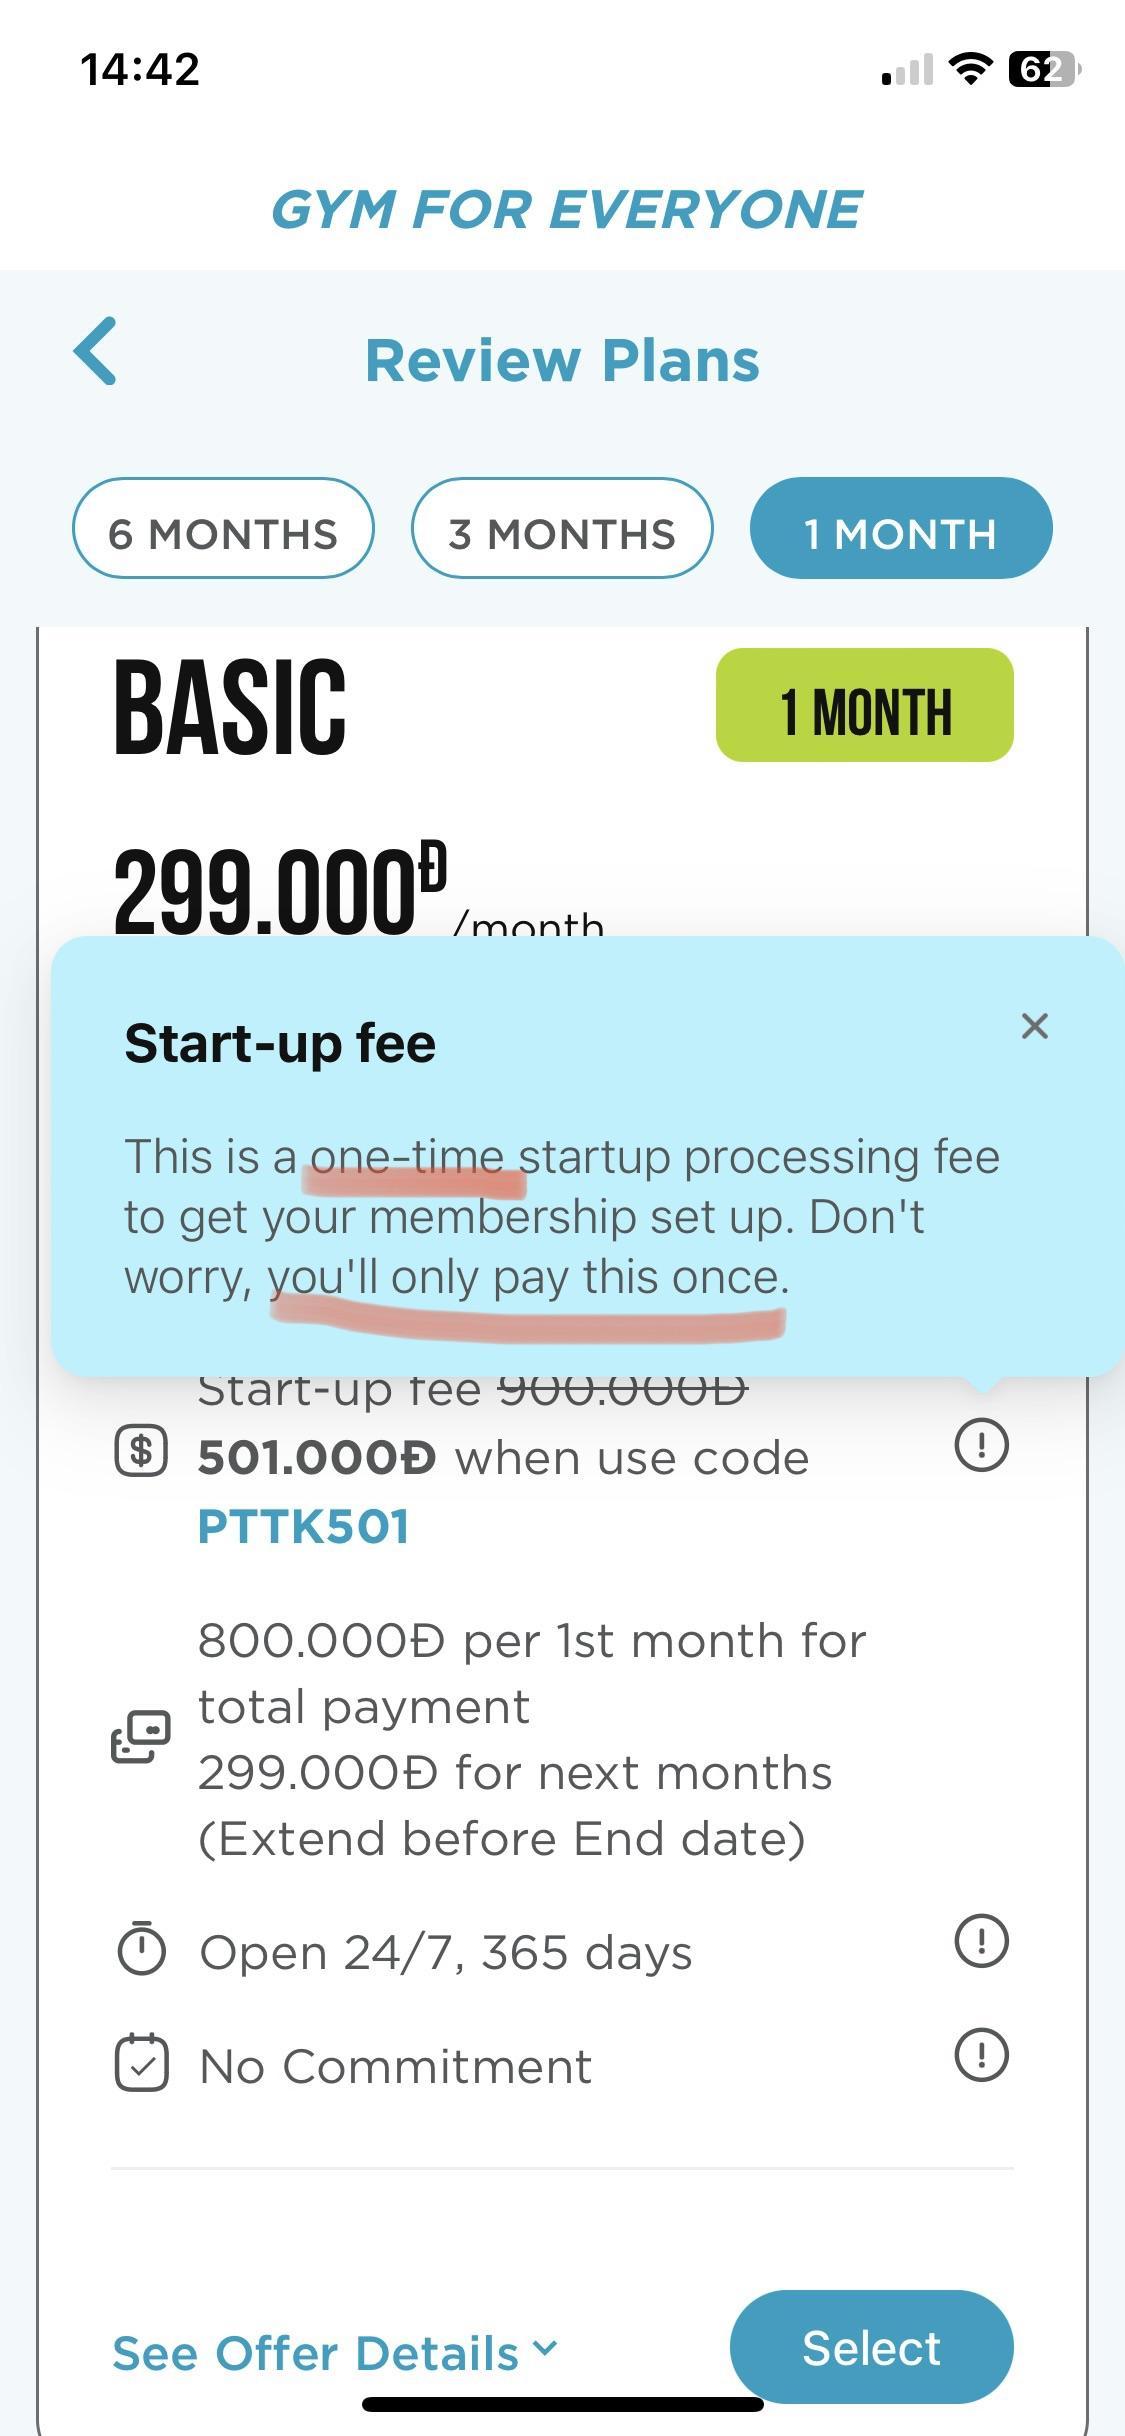 14:42
62
GYM FOR EVERYONE
Review Plans
6 MONTHS
3 MONTHS
1 MONTH
BASIC
1 MONTH
299.000Đ /month
Start-up fee
This is a one-time startup processing fee
to get your membership set up. Don't
worry, you'll only pay this once.
Start-up fee 900.000Đ
501.000Đ when use code
PTTK501
800.000Đ per 1st month for
total payment
299.000Đ for next months
(Extend before End date)
Open 24/7, 365 days
No Commitment
See Offer Details
Select